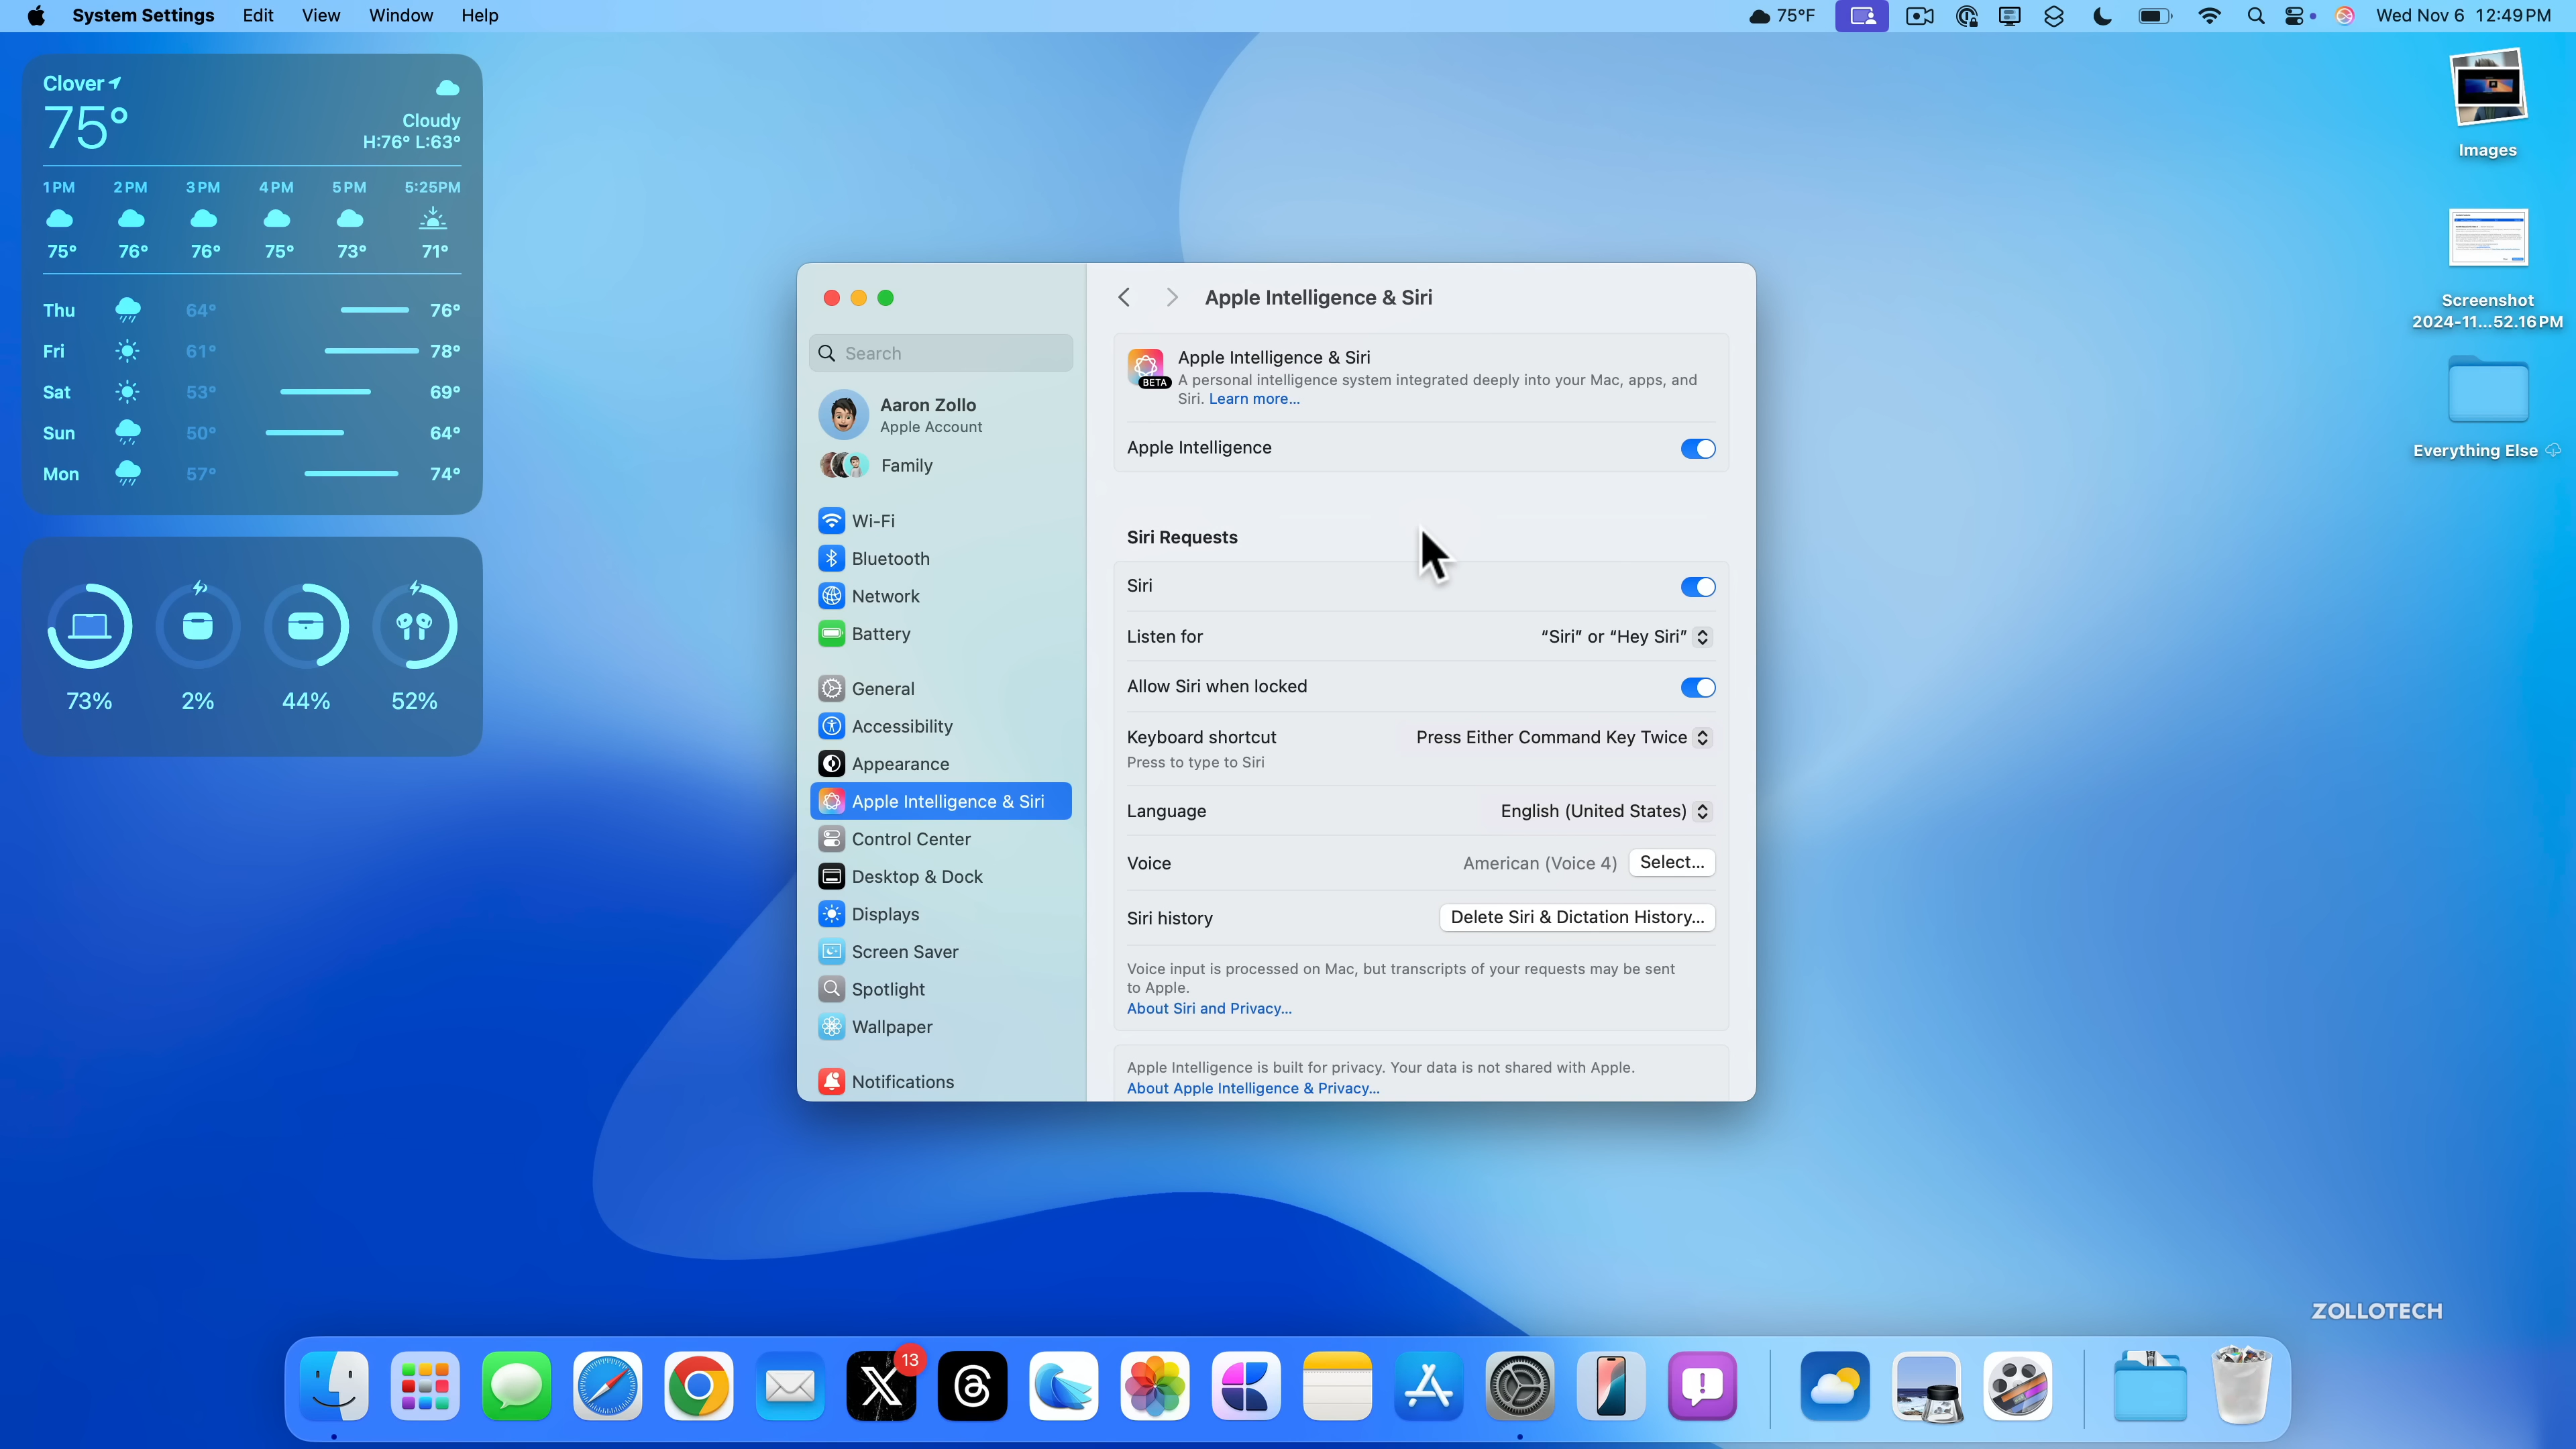 System Settings Edit View Window Help
75°F
Wed Nov 6 12:49 PM
Clover
75°
Cloudy
H:76° L:63°
1 PM 2 PM 3 PM 4 PM 5 PM 5:25PM
75° 76° 76° 75° 73° 71°
Thu 64° 76°
Fri 61° 78°
Sat 53° 69°
Sun 50° 64°
Mon 57° 74°
73% 2% 44% 52%
Search
Aaron Zollo
Apple Account
Family
Wi-Fi
Bluetooth
Network
Battery
General
Accessibility
Appearance
Apple Intelligence & Siri
Control Center
Desktop & Dock
Displays
Screen Saver
Spotlight
Wallpaper
Notifications
Apple Intelligence & Siri
BETA
Apple Intelligence & Siri
A personal intelligence system integrated deeply into your Mac, apps, and
Siri. Learn more...
Apple Intelligence
Siri Requests
Siri
Listen for “Siri” or “Hey Siri”
Allow Siri when locked
Keyboard shortcut Press Either Command Key Twice
Press to type to Siri
Language English (United States)
Voice American (Voice 4) Select...
Siri history Delete Siri & Dictation History...
Voice input is processed on Mac, but transcripts of your requests may be sent
to Apple.
About Siri and Privacy...
Apple Intelligence is built for privacy. Your data is not shared with Apple.
About Apple Intelligence & Privacy...
Images
Screenshot
2024-11...52.16 PM
Everything Else
ZOLLOTECH
13